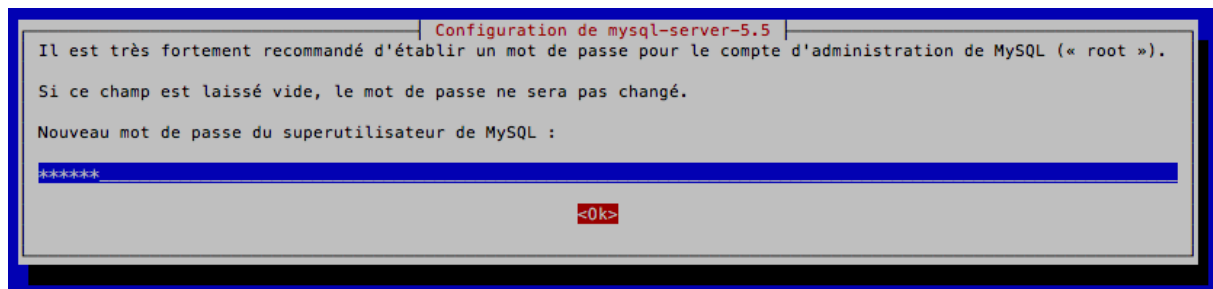 Configuration de mysql-server-5.5
Il est très fortement recommandé d'établir un mot de passe pour le compte d'administration de MySQL (« root »).
Si ce champ est laissé vide, le mot de passe ne sera pas changé.
Nouveau mot de passe du superutilisateur de MySQL :
******
<Ok>